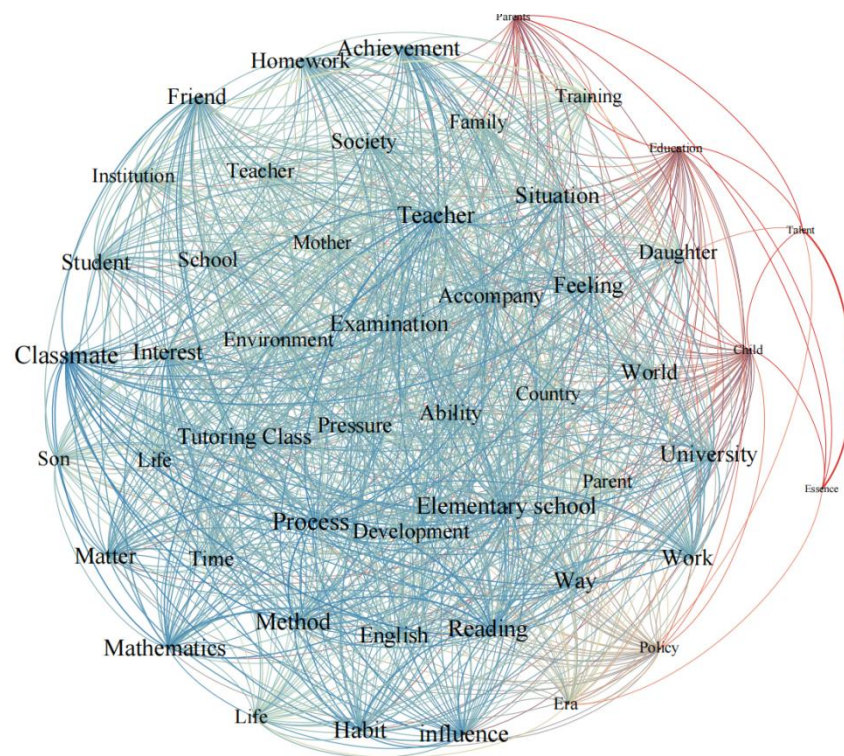 Parents
Achievement
Homework
Friend
Training
Family
Society
Education
Institution
Teacher
Situation
Teacher
Talent
Mother
Daughter
Student
School
Feeling
Accompany
Examination
Environment
Classmate
Interest
Child
World
Country
Ability
Pressure
Tutoring Class
University
Son
Life
Parent
Essence
Elementary school
Process
Development
Matter
Time
Work
Way
Method
English
Reading
Mathematics
Policy
Era
Life
Habit
influence